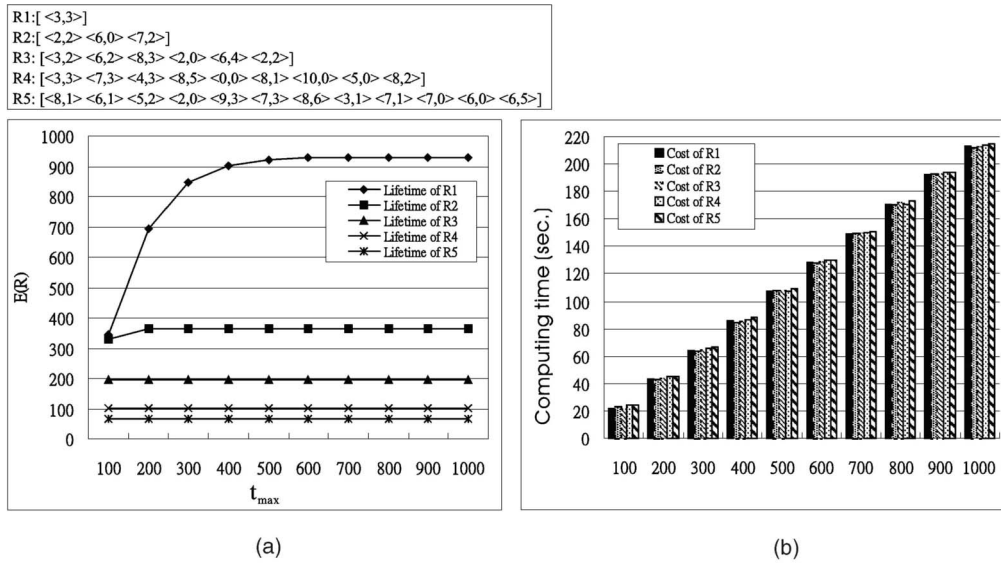 R1:[ <3,3>]
R2:[ <2,2> <6,0> <7,2>]
R3: [<3,2> <6,2> <8,3> <2,0> <6,4> <2,2>]
R4: [<3,3> <7,3> <4,3> <8,5> <0,0> <8,1> <10,0> <5,0> <8,2>]
R5: [<8,1> <6,1> <5,2> <2,0> <9,3> <7,3> <8,6> <3,1> <7,1> <7,0> <6,0> <6,5>]
1000
900
800
700
600
500
400
300
200
100
0
E(R)
Lifetime of R1
Lifetime of R2
Lifetime of R3
Lifetime of R4
Lifetime of R5
100 200 300 400 500 600 700 800 900 1000
tmax
(a)
220
200
180
160
140
120
100
80
60
40
20
0
Computing time (sec.)
Cost of R1
Cost of R2
Cost of R3
Cost of R4
Cost of R5
100 200 300 400 500 600 700 800 900 1000
(b)